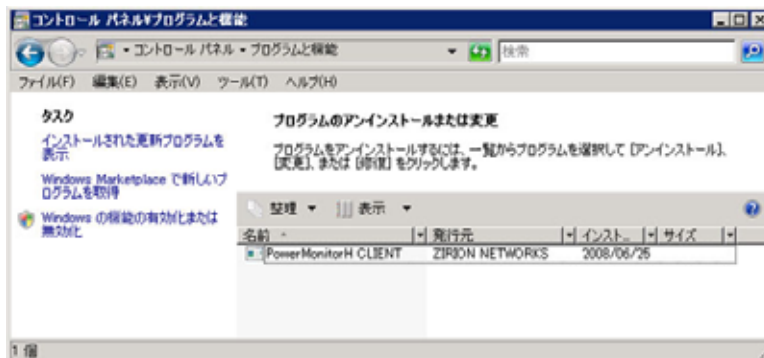 コントロール パネル¥プログラムと機能
コントロール パネル プログラムと機能
検索
ファイル(F) 編集(E) 表示(V) ツール(T) ヘルプ(H)
タスク
インストールされた更新プログラムを
表示
Windows Marketplace で新しいプ
ログラムを取得
Windows の機能の有効化または
無効化
プログラムのアンインストールまたは変更
プログラムをアンインストールするには、一覧からプログラムを選択して [アンインストール]、
[変更]、または [修復] をクリックします。
整理 表示
名前 発行元 インスト... サイズ
PowerMonitorH CLIENT ZIRION NETWORKS 2008/06/25
1 個